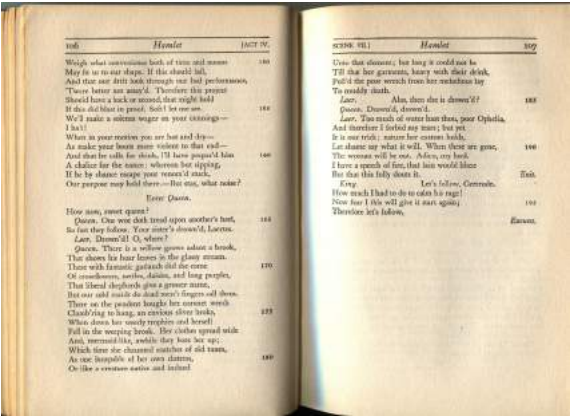 106 Hamlet [ACT IV,
Weigh what convenience both of time and means 150
May fit us to our shape. If this should fail,
And that our drift look through our bad performance,
'Twere better not assay'd. Therefore this project
Should have a back or second, that might hold
If this did blast in proof. Soft! let me see. 155
We'll make a solemn wager on your cunnings—
I ha't!
When in your motion you are hot and dry—
As make your bouts more violent to that end—
And that he calls for drink, I'll have prepar'd him 160
A chalice for the nonce; whereon but sipping,
If he by chance escape your venom'd stuck,
Our purpose may hold there.—But stay, what noise?
Enter Queen.
How now, sweet queen?
Queen. One woe doth tread upon another's heel, 165
So fast they follow. Your sister's drown'd, Laertes.
Laer. Drown'd! O, where?
Queen. There is a willow grows aslant a brook,
That shows his hoar leaves in the glassy stream.
There with fantastic garlands did she come 170
Of crowflowers, nettles, daisies, and long purples,
That liberal shepherds give a grosser name,
But our cold maids do dead men's fingers call them.
There on the pendent boughs her coronet weeds
Clamb'ring to hang, an envious sliver broke, 175
When down her weedy trophies and herself
Fell in the weeping brook. Her clothes spread wide
And, mermaid-like, awhile they bore her up;
Which time she chaunted snatches of old tunes,
As one incapable of her own distress, 180
Or like a creature native and indued
SCENE VII.] Hamlet 107
Unto that element; but long it could not be
Till that her garments, heavy with their drink,
Pull'd the poor wretch from her melodious lay
To muddy death.
Laer. Alas, then she is drown'd? 185
Queen. Drown'd, drown'd.
Laer. Too much of water hast thou, poor Ophelia,
And therefore I forbid my tears; but yet
It is our trick; nature her custom holds,
Let shame say what it will. When these are gone, 190
The woman will be out. Adieu, my lord.
I have a speech of fire, that fain would blaze
But that this folly douts it. Exit.
King. Let's follow, Gertrude.
How much I had to do to calm his rage!
Now fear I this will give it start again; 195
Therefore let's follow.
Exeunt.